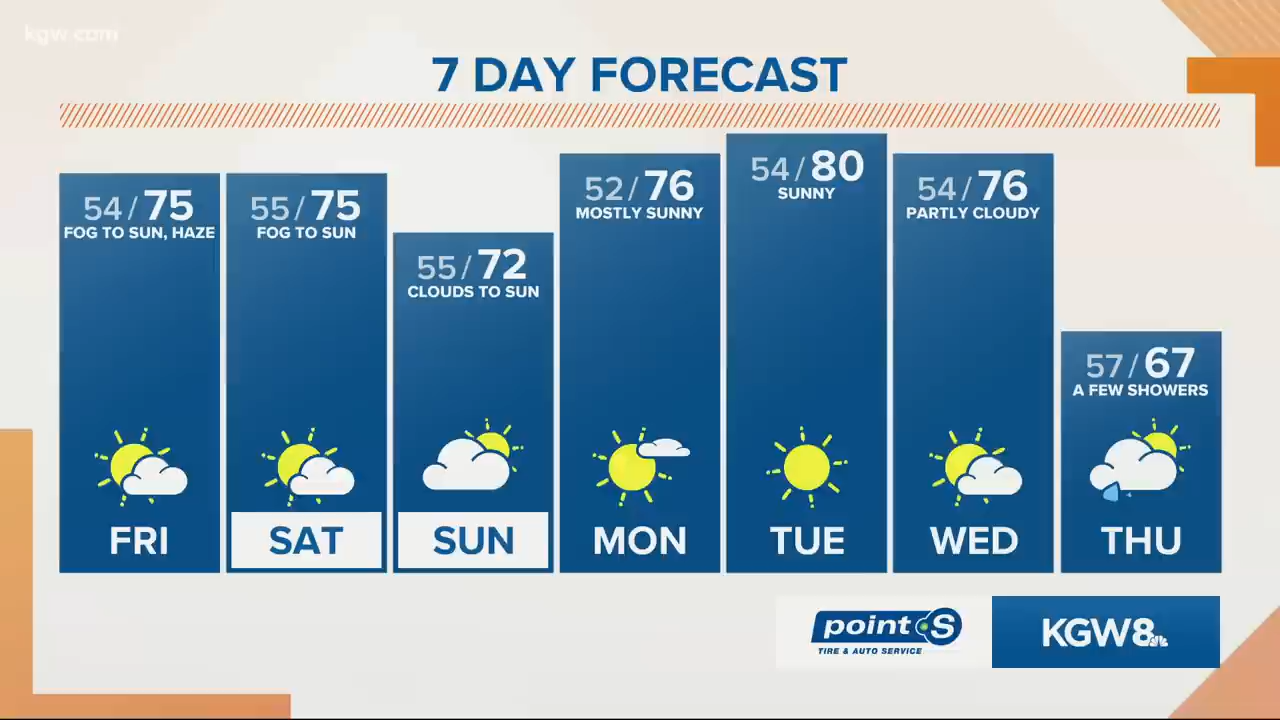 kgw.com
7 DAY FORECAST
54/75
FOG TO SUN, HAZE
FRI
55/75
FOG TO SUN
SAT
55/72
CLOUDS TO SUN
SUN
52/76
MOSTLY SUNNY
MON
54/80
SUNNY
TUE
54/76
PARTLY CLOUDY
WED
57/67
A FEW SHOWERS
THU
point S
TIRE & AUTO SERVICE
KGW8